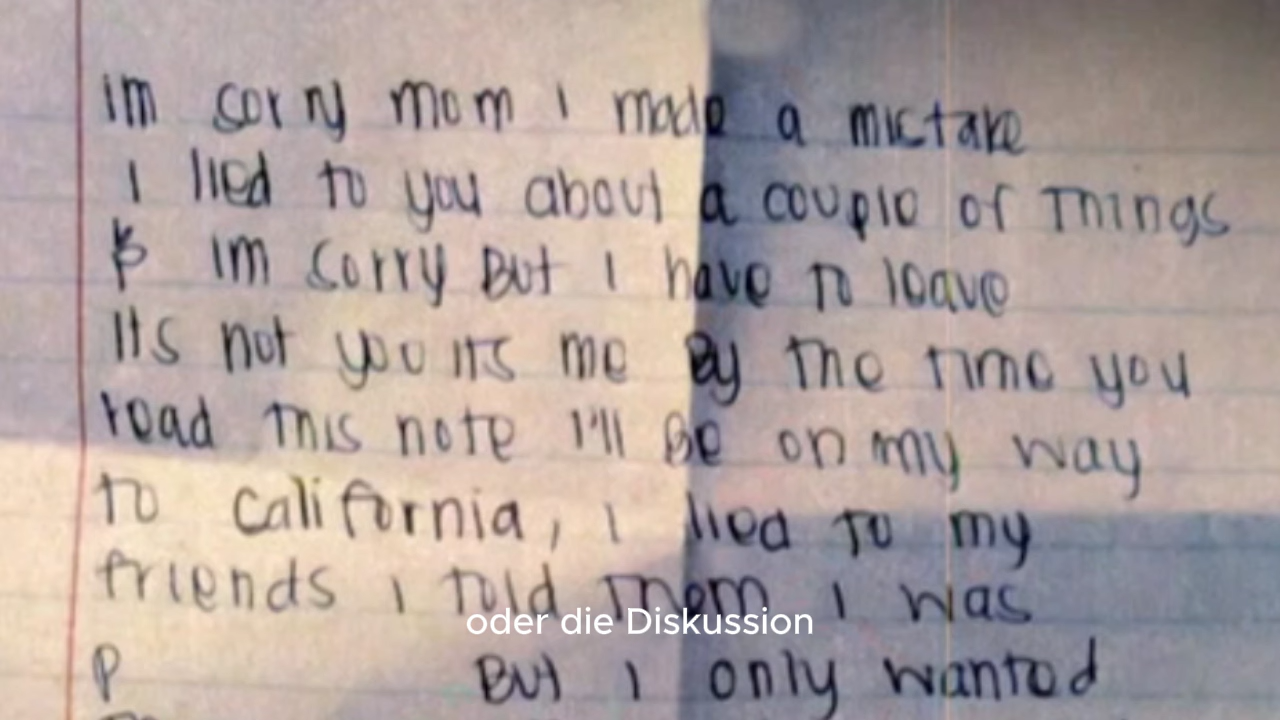 im sorry mom i made a mictake
i lied to you about a couple of Things
im sorry But i have to leave
Its not you its me By the time you
read this note I'll Be on my way
to california, i lied to my
friends i told them i was
oder die Diskussion
P But i only wanted